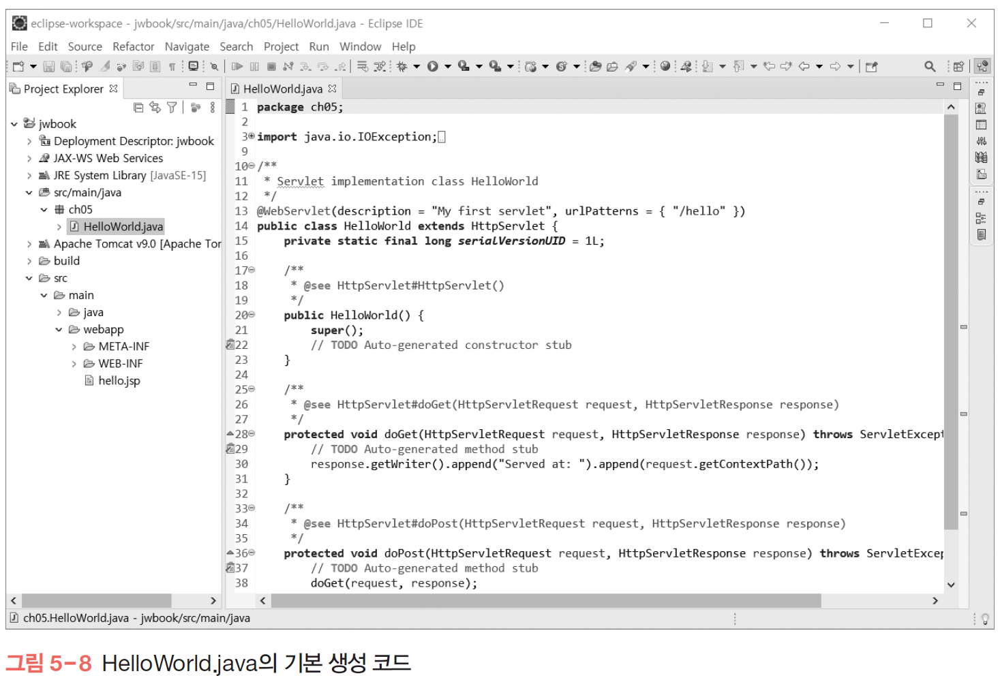 eclipse-workspace - jwbook/src/main/java/ch05/HelloWorld.java - Eclipse IDE
File Edit Source Refactor Navigate Search Project Run Window Help
Project Explorer
jwbook
Deployment Descriptor: jwbook
JAX-WS Web Services
JRE System Library [JavaSE-15]
src/main/java
ch05
HelloWorld.java
Apache Tomcat v9.0 [Apache Tor
build
src
main
java
webapp
META-INF
WEB-INF
hello.jsp
HelloWorld.java
1 package ch05;
2
3 import java.io.IOException;
9
10 /**
11 * Servlet implementation class HelloWorld
12 */
13 @WebServlet(description = "My first servlet", urlPatterns = { "/hello" })
14 public class HelloWorld extends HttpServlet {
15 private static final long serialVersionUID = 1L;
16
17 /**
18 * @see HttpServlet#HttpServlet()
19 */
20 public HelloWorld() {
21 super();
22 // TODO Auto-generated constructor stub
23 }
24
25 /**
26 * @see HttpServlet#doGet(HttpServletRequest request, HttpServletResponse response)
27 */
28 protected void doGet(HttpServletRequest request, HttpServletResponse response) throws ServletExcept
29 // TODO Auto-generated method stub
30 response.getWriter().append("Served at: ").append(request.getContextPath());
31 }
32
33 /**
34 * @see HttpServlet#doPost(HttpServletRequest request, HttpServletResponse response)
35 */
36 protected void doPost(HttpServletRequest request, HttpServletResponse response) throws ServletExcep
37 // TODO Auto-generated method stub
38 doGet(request, response);
ch05.HelloWorld.java - jwbook/src/main/java
그림 5-8 HelloWorld.java의 기본 생성 코드